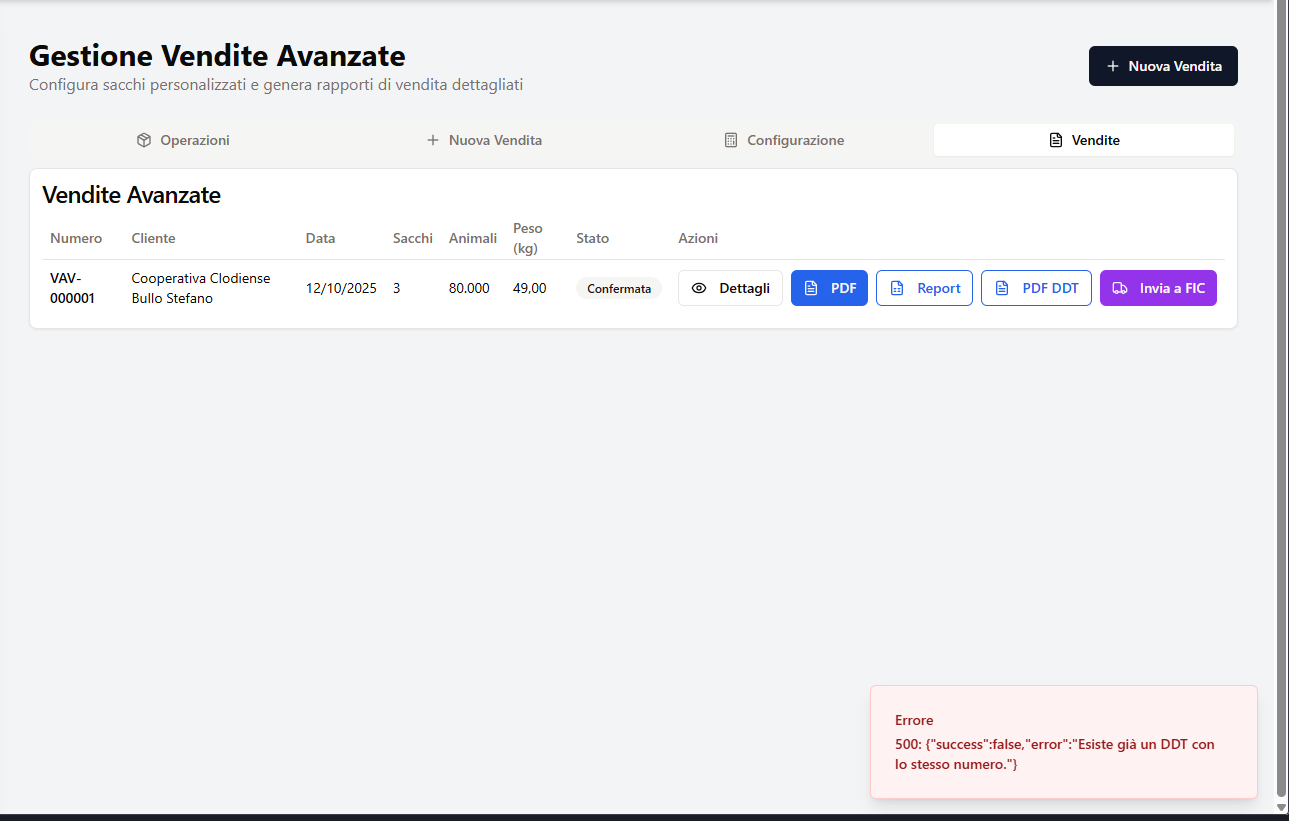 Gestione Vendite Avanzate
Configura sacchi personalizzati e genera rapporti di vendita dettagliati
Nuova Vendita
Operazioni
Nuova Vendita
Configurazione
Vendite
Vendite Avanzate
Numero Cliente Data Sacchi Animali Peso (kg) Stato Azioni
VAV-000001 Cooperativa Clodiense Bullo Stefano 12/10/2025 3 80.000 49,00 Confermata Dettagli PDF Report PDF DDT Invia a FIC
Errore
500: {"success":false,"error":"Esiste già un DDT con
lo stesso numero."}